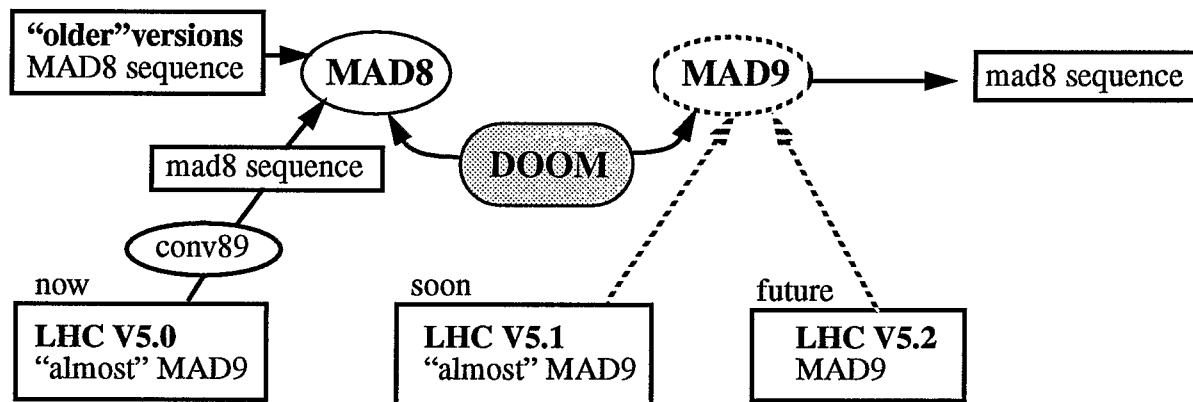 “older”versions
MAD8 sequence
MAD8
MAD9
mad8 sequence
mad8 sequence
DOOM
conv89
now
LHC V5.0
“almost” MAD9
soon
LHC V5.1
“almost” MAD9
future
LHC V5.2
MAD9